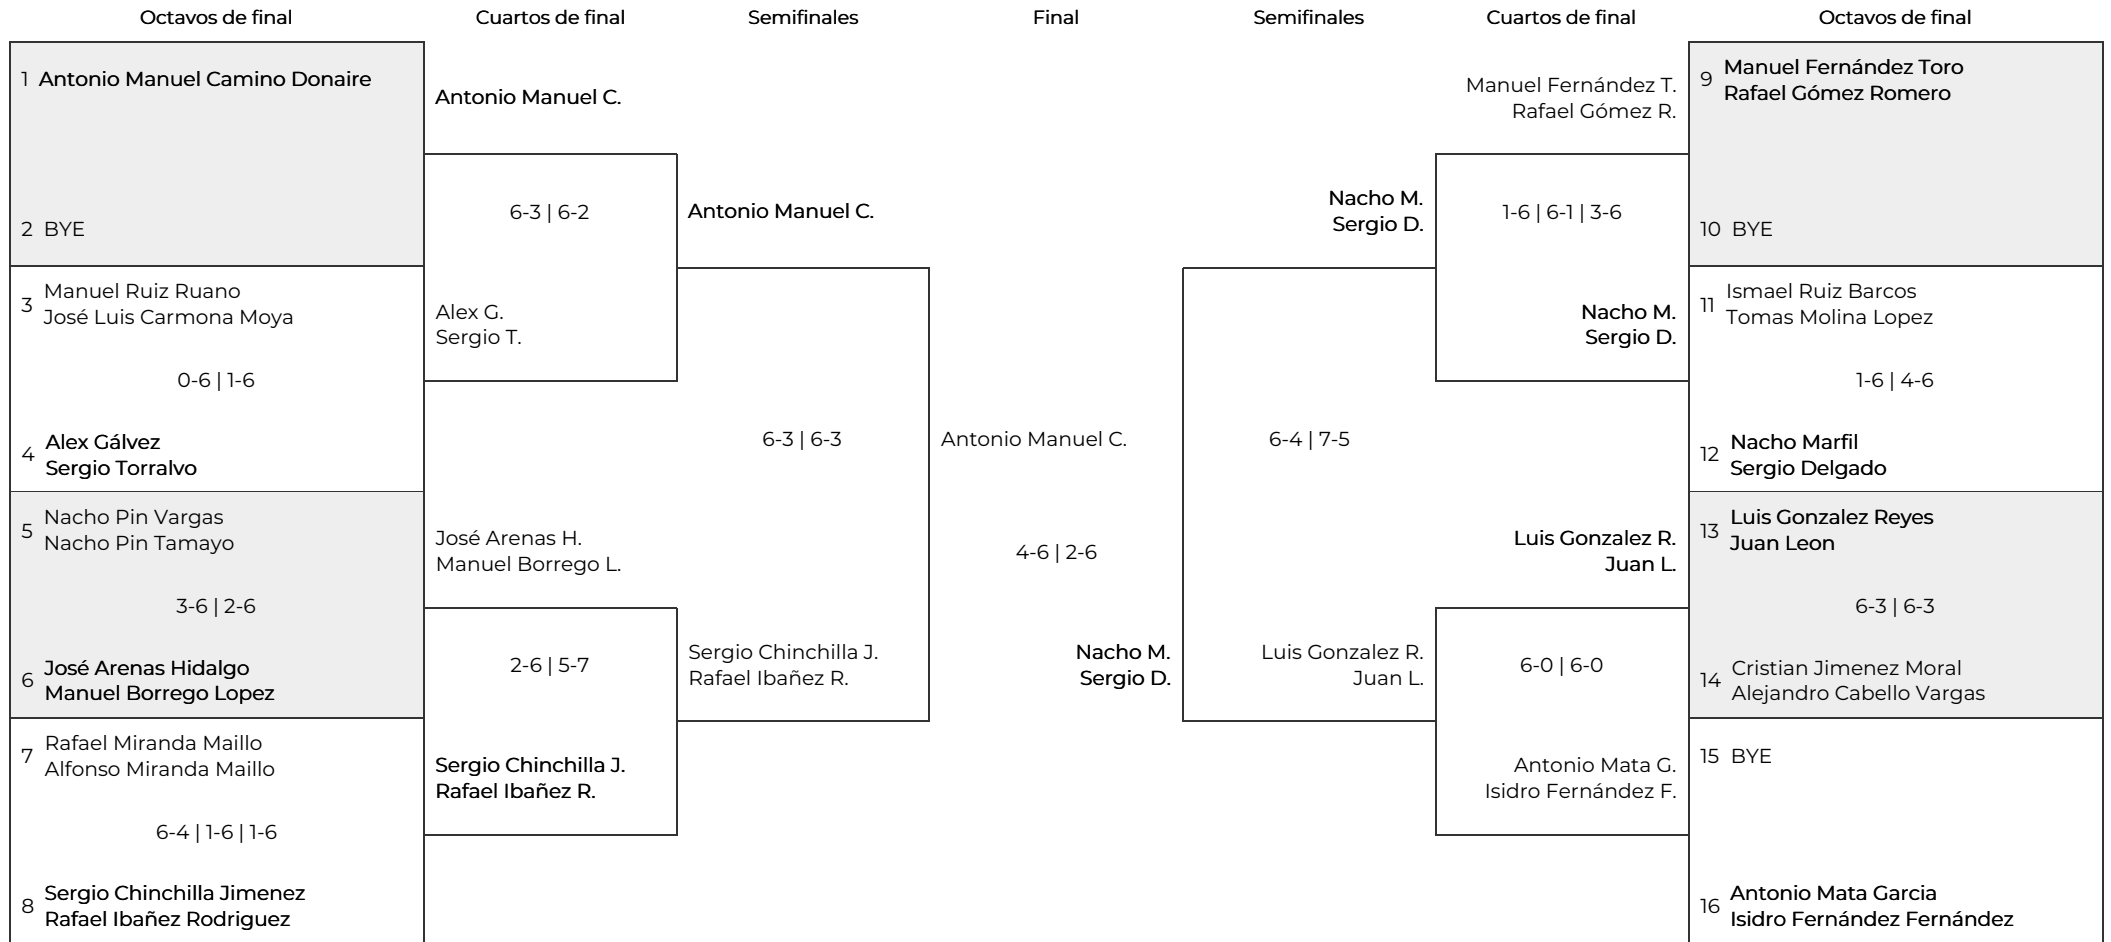 Octavos de final
Cuartos de final
Semifinales
Final
Semifinales
Cuartos de final
Octavos de final
1 Antonio Manuel Camino Donaire
2 BYE
3 Manuel Ruiz Ruano
José Luis Carmona Moya
0-6 | 1-6
4 Alex Gálvez
Sergio Torralvo
5 Nacho Pin Vargas
Nacho Pin Tamayo
3-6 | 2-6
6 José Arenas Hidalgo
Manuel Borrego Lopez
7 Rafael Miranda Maillo
Alfonso Miranda Maillo
6-4 | 1-6 | 1-6
8 Sergio Chinchilla Jimenez
Rafael Ibañez Rodriguez
Antonio Manuel C.
6-3 | 6-2
Alex G.
Sergio T.
José Arenas H.
Manuel Borrego L.
2-6 | 5-7
Sergio Chinchilla J.
Rafael Ibañez R.
Antonio Manuel C.
6-3 | 6-3
Sergio Chinchilla J.
Rafael Ibañez R.
Antonio Manuel C.
4-6 | 2-6
Nacho M.
Sergio D.
Nacho M.
Sergio D.
6-4 | 7-5
Luis Gonzalez R.
Juan L.
Manuel Fernández T.
Rafael Gómez R.
1-6 | 6-1 | 3-6
Nacho M.
Sergio D.
Luis Gonzalez R.
Juan L.
6-0 | 6-0
Antonio Mata G.
Isidro Fernández F.
9 Manuel Fernández Toro
Rafael Gómez Romero
10 BYE
11 Ismael Ruiz Barcos
Tomas Molina Lopez
1-6 | 4-6
12 Nacho Marfil
Sergio Delgado
13 Luis Gonzalez Reyes
Juan Leon
6-3 | 6-3
14 Cristian Jimenez Moral
Alejandro Cabello Vargas
15 BYE
16 Antonio Mata Garcia
Isidro Fernández Fernández